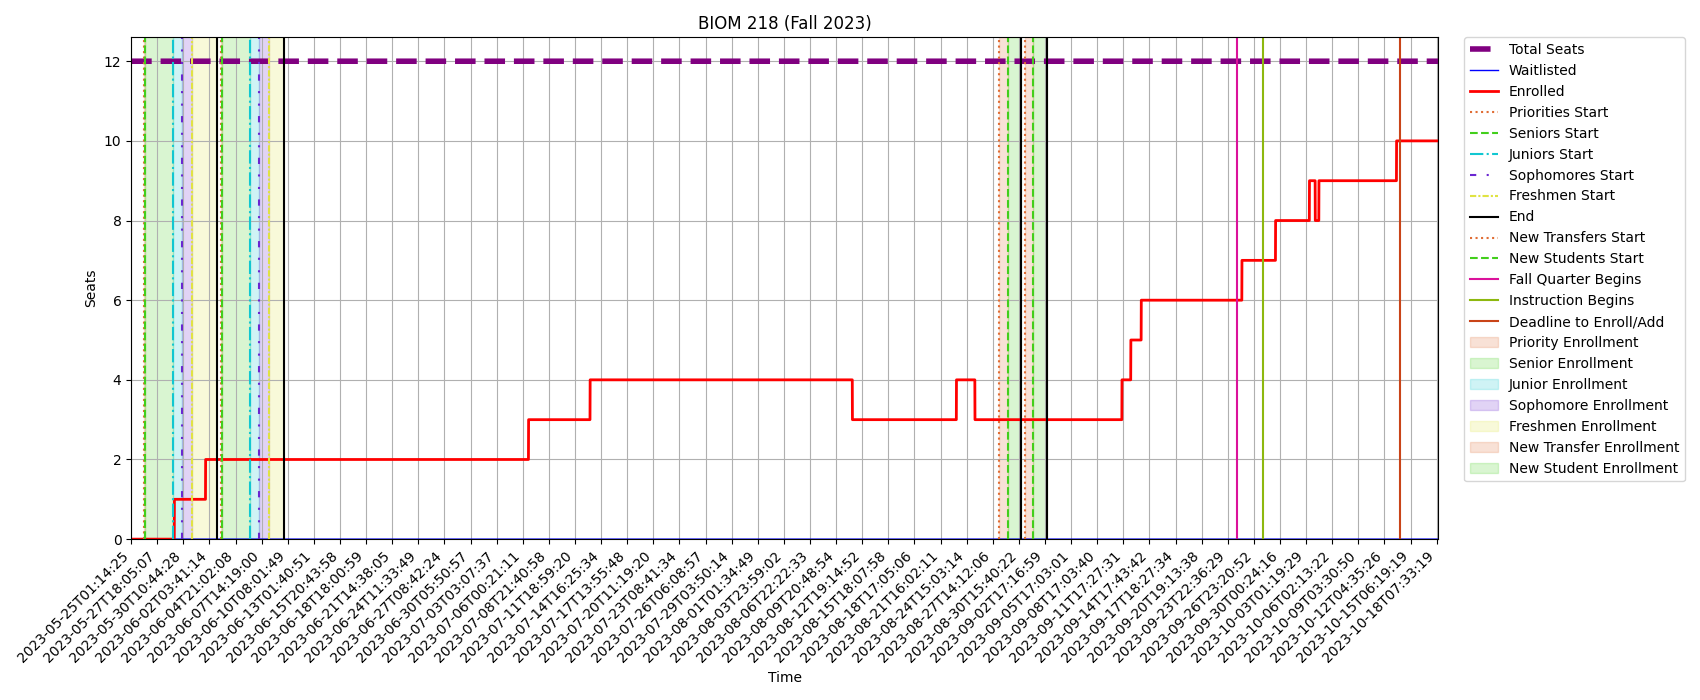 BIOM 218 (Fall 2023)
Seats
12
10
8
6
4
2
0
2023-05-25T01:14:25
2023-05-27T18:05:07
2023-05-30T10:44:28
2023-06-02T03:41:14
2023-06-04T21:02:08
2023-06-07T14:19:00
2023-06-10T08:01:49
2023-06-13T01:40:51
2023-06-15T20:43:58
2023-06-18T18:00:59
2023-06-21T14:38:05
2023-06-24T11:33:49
2023-06-27T08:42:24
2023-06-30T05:50:57
2023-07-03T03:07:37
2023-07-06T00:21:11
2023-07-08T21:40:58
2023-07-11T18:59:20
2023-07-14T16:25:34
2023-07-17T13:55:48
2023-07-20T11:19:20
2023-07-23T08:41:34
2023-07-26T06:08:57
2023-07-29T03:50:14
2023-08-01T01:34:49
2023-08-03T23:59:02
2023-08-06T22:22:33
2023-08-09T20:48:54
2023-08-12T19:14:52
2023-08-15T18:07:58
2023-08-18T17:05:06
2023-08-21T16:02:11
2023-08-24T15:03:14
2023-08-27T14:12:06
2023-08-30T15:40:22
2023-09-02T17:16:59
2023-09-05T17:03:01
2023-09-08T17:03:40
2023-09-11T17:27:31
2023-09-14T17:43:42
2023-09-17T18:27:34
2023-09-20T19:13:38
2023-09-23T22:36:29
2023-09-26T23:20:52
2023-09-30T00:24:16
2023-10-03T01:19:29
2023-10-06T02:13:22
2023-10-09T03:30:50
2023-10-12T04:35:26
2023-10-15T06:19:19
2023-10-18T07:33:19
Time
Total Seats
Waitlisted
Enrolled
Priorities Start
Seniors Start
Juniors Start
Sophomores Start
Freshmen Start
End
New Transfers Start
New Students Start
Fall Quarter Begins
Instruction Begins
Deadline to Enroll/Add
Priority Enrollment
Senior Enrollment
Junior Enrollment
Sophomore Enrollment
Freshmen Enrollment
New Transfer Enrollment
New Student Enrollment